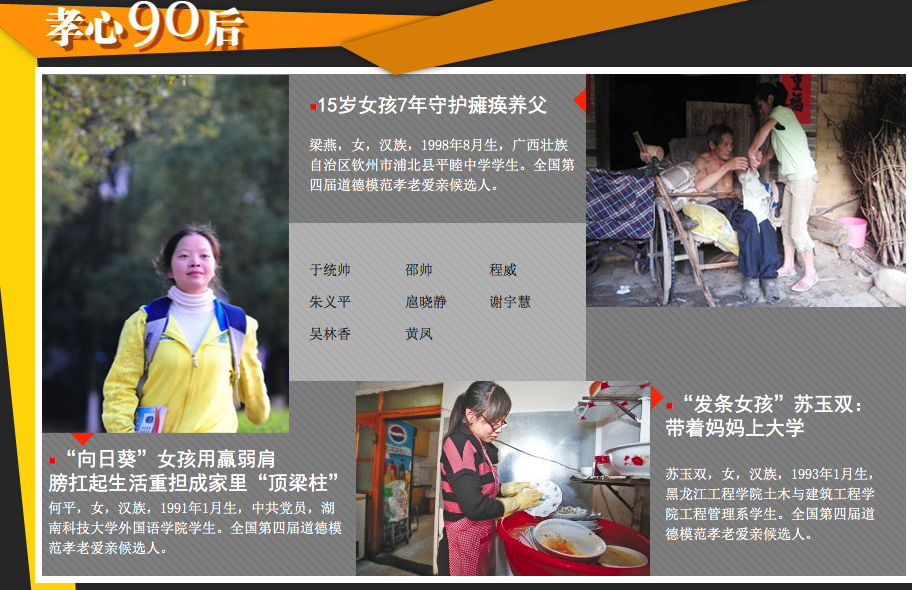 孝心90后
15岁女孩7年守护瘫痪养父
梁燕，女，汉族，1998年8月生，广西壮族
自治区钦州市浦北县平睦中学学生。全国第
四届道德模范孝老爱亲候选人。
于统帅 邵帅 程威
朱义平 扈晓静 谢宇慧
吴林香 黄凤
“向日葵”女孩用羸弱肩
膀扛起生活重担成家里“顶梁柱”
何平，女，汉族，1991年1月生，中共党员，湖
南科技大学外国语学院学生。全国第四届道德模
范孝老爱亲候选人。
“发条女孩”苏玉双：
带着妈妈上大学
苏玉双，女，汉族，1993年1月生，
黑龙江工程学院土木与建筑工程学
院工程管理系学生。全国第四届道
德模范孝老爱亲候选人。